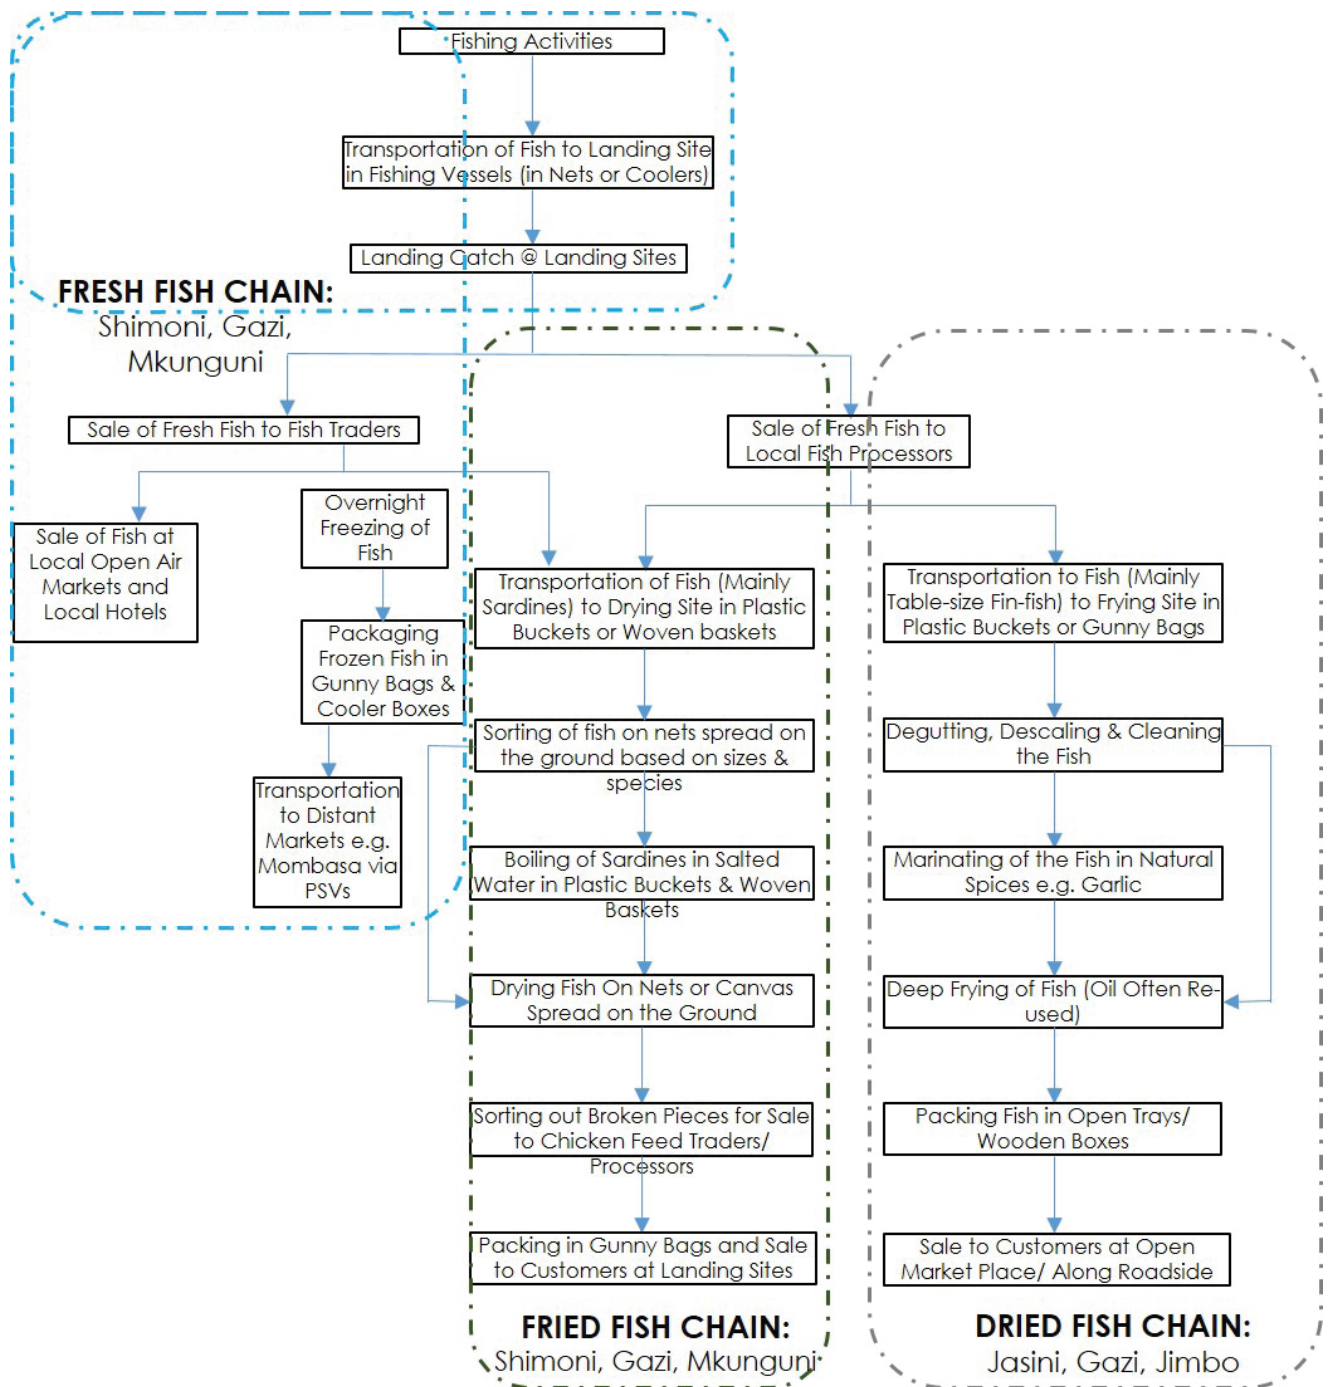 Fishing Activities
Transportation of Fish to Landing Site
in Fishing Vessels (in Nets or Coolers)
Landing Catch @ Landing Sites
FRESH FISH CHAIN:
Shimoni, Gazi,
Mkunguni
Sale of Fresh Fish to Fish Traders
Sale of Fresh Fish to
Local Fish Processors
Sale of Fish at
Local Open Air
Markets and
Local Hotels
Overnight
Freezing of
Fish
Packaging
Frozen Fish in
Gunny Bags &
Cooler Boxes
Transportation
to Distant
Markets e.g.
Mombasa via
PSVs
Transportation of Fish (Mainly
Sardines) to Drying Site in Plastic
Buckets or Woven baskets
Sorting of fish on nets spread on
the ground based on sizes &
species
Boiling of Sardines in Salted
Water in Plastic Buckets & Woven
Baskets
Drying Fish On Nets or Canvas
Spread on the Ground
Sorting out Broken Pieces for Sale
to Chicken Feed Traders/
Processors
Packing in Gunny Bags and Sale
to Customers at Landing Sites
FRIED FISH CHAIN:
Shimoni, Gazi, Mkunguni
Transportation to Fish (Mainly
Table-size Fin-fish) to Frying Site in
Plastic Buckets or Gunny Bags
Degutting, Descaling & Cleaning
the Fish
Marinating of the Fish in Natural
Spices e.g. Garlic
Deep Frying of Fish (Oil Often Re-
used)
Packing Fish in Open Trays/
Wooden Boxes
Sale to Customers at Open
Market Place/ Along Roadside
DRIED FISH CHAIN:
Jasini, Gazi, Jimbo